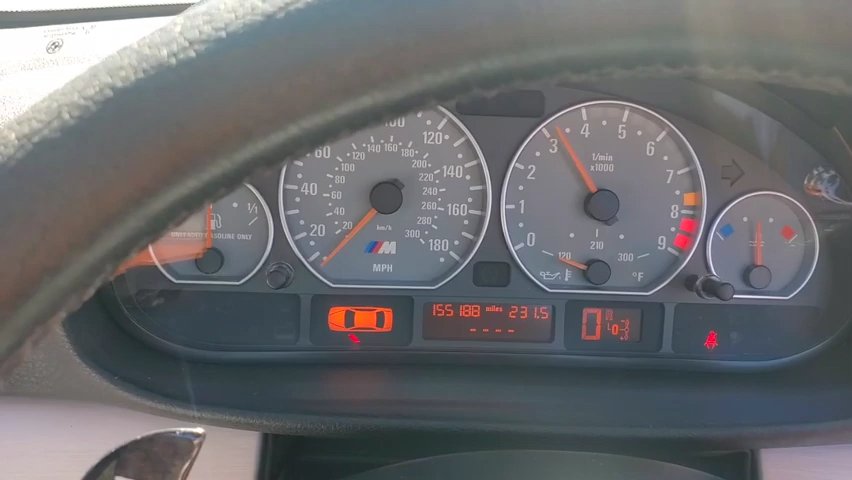 1/1
UNLEADED GASOLINE ONLY
20 40 60 100 120 140 160 180
20 40 60 80 100 120 140 160 180 200 220 240 260 280 300
km/h
M
MPH
0 1 2 3 4 5 6 7 8 9
1/min
x1000
120 210 300
°F
155188 miles 231.5
-- -- -- --
0